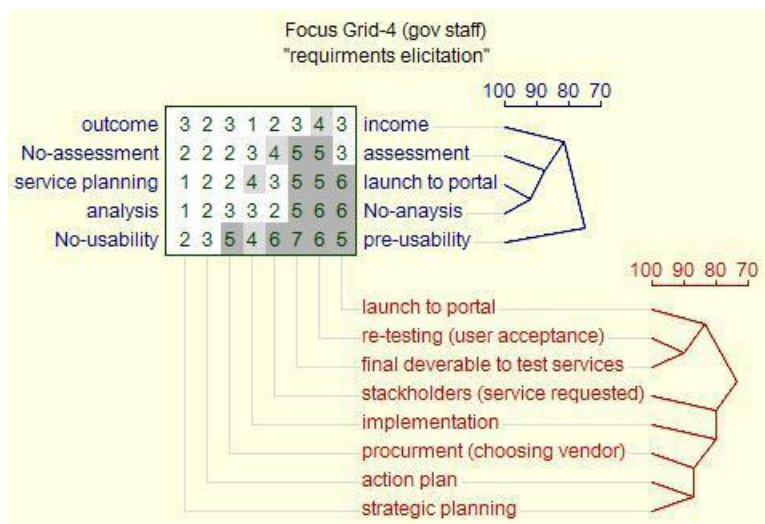 Focus Grid-4 (gov staff)
"requirments elicitation"
100 90 80 70
outcome 3 2 3 1 2 3 4 3 income
No-assessment 2 2 2 3 4 5 5 3 assessment
service planning 1 2 2 4 3 5 5 6 launch to portal
analysis 1 2 3 3 2 5 6 6 No-anaysis
No-usability 2 3 5 4 6 7 6 5 pre-usability
100 90 80 70
launch to portal
re-testing (user acceptance)
final deverable to test services
stackholders (service requested)
implementation
procurment (choosing vendor)
action plan
strategic planning